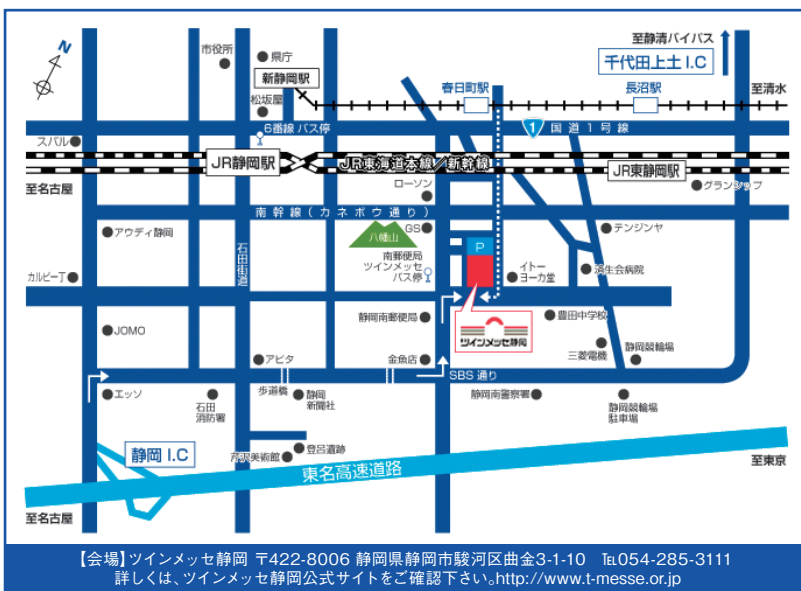 N
市役所
県庁
新静岡駅
松坂屋
至静清バイパス
千代田上土I.C
春日町駅
長沼駅
至清水
スバル
6番線バス停
1
国道1号線
JR静岡駅
JR東海道本線/新幹線
JR東静岡駅
至名古屋
ローソン
グランシップ
南幹線(カネボウ通り)
アウディ静岡
石田街道
八幡山
GS
P
テンジンヤ
カルビー丁
南郵便局
ツインメッセ
バス停
イトー
ヨーカ堂
済生会病院
JOMO
静岡南郵便局
ツインメッセ静岡
豊田中学校
三菱電機
静岡競輪場
アピタ
金魚店
SBS通り
エッソ
石田
消防署
歩道橋
静岡
新聞社
静岡南警察署
静岡競輪場
駐車場
静岡I.C
芹沢美術館
登呂遺跡
東名高速道路
至東京
至名古屋
【会場】ツインメッセ静岡 〒422-8006 静岡県静岡市駿河区曲金3-1-10 ℡054-285-3111
詳しくは、ツインメッセ静岡公式サイトをご確認下さい。http://www.t-messe.or.jp